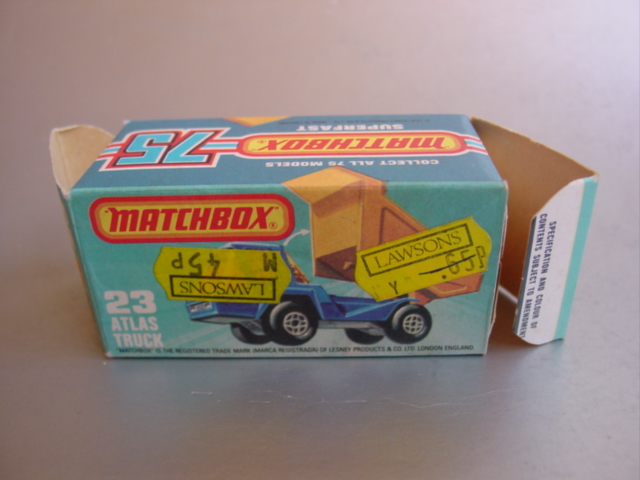 SUPERFAST
MATCHBOX
75
COLLECT ALL 75 MODELS
MATCHBOX®
LAWSONS
M 45P
LAWSONS
Y 65P
23
ATLAS
TRUCK
"MATCHBOX" IS THE REGISTERED TRADE MARK (MARCA REGISTRADA) OF LESNEY PRODUCTS & CO. LTD. LONDON ENGLAND
SPECIFICATION AND COLOUR OF
CONTENTS SUBJECT TO AMENDMENT